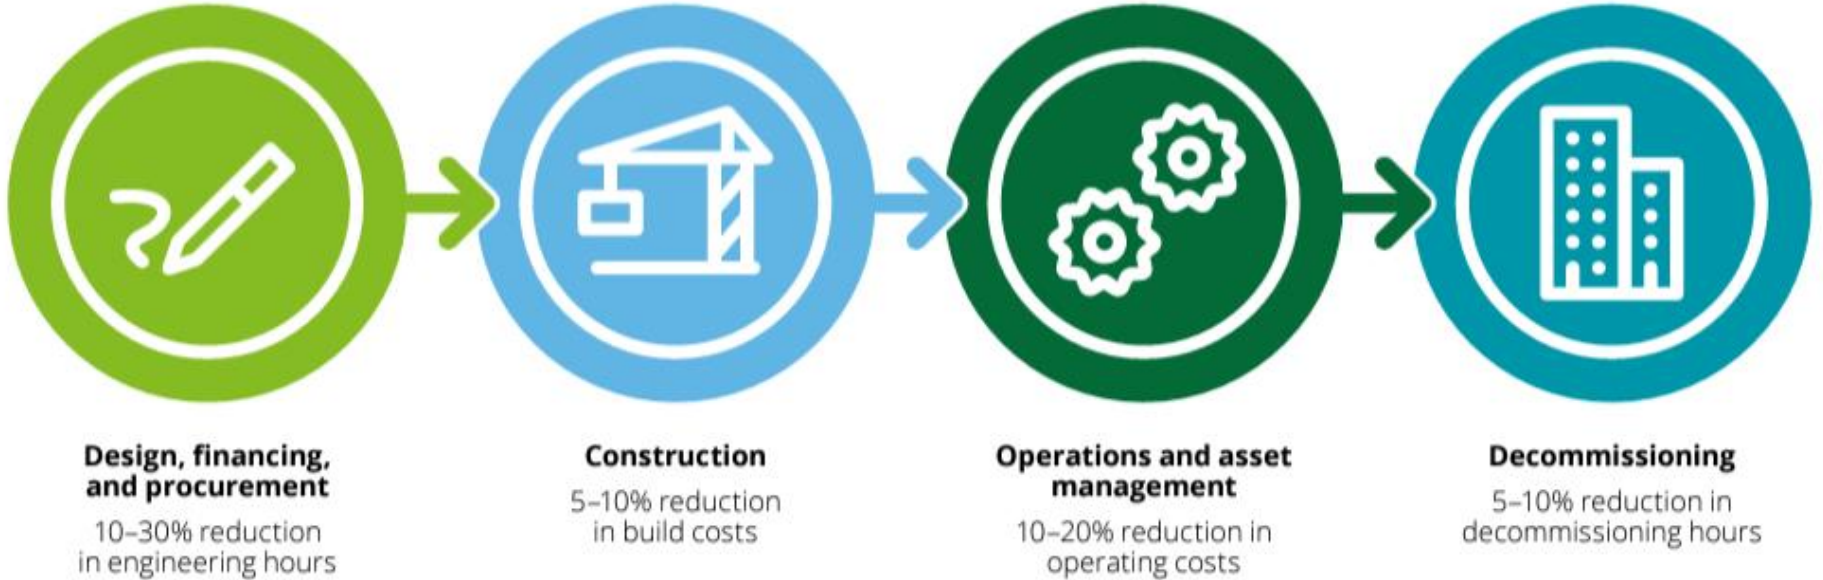 Design, financing,
and procurement
10–30% reduction
in engineering hours
Construction
5–10% reduction
in build costs
Operations and asset
management
10–20% reduction in
operating costs
Decommissioning
5–10% reduction in
decommissioning hours